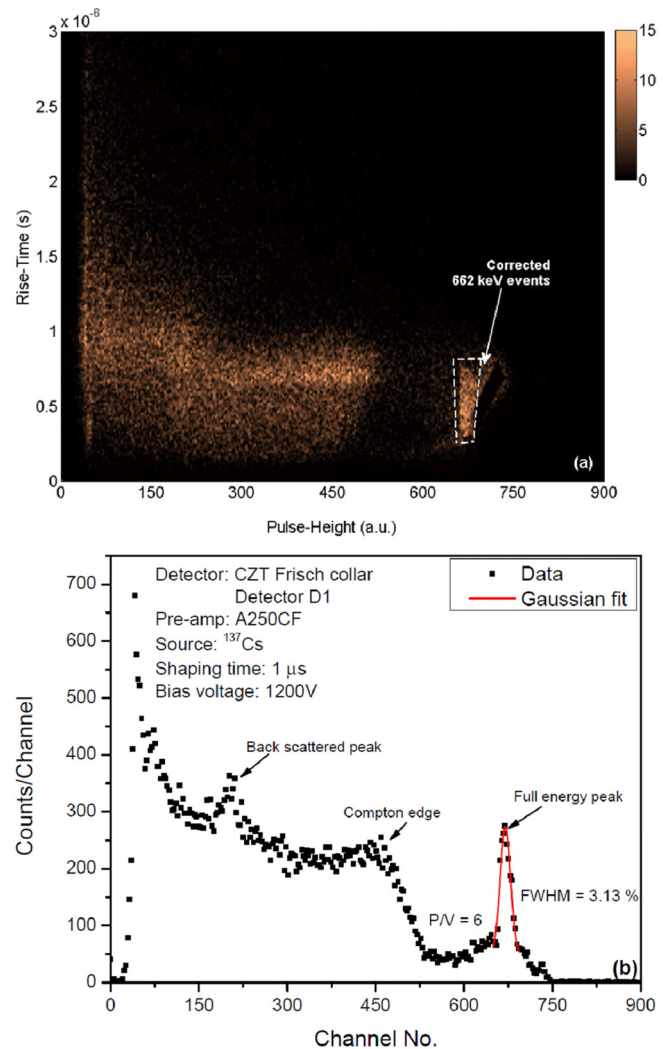 x 10⁻⁶
3
2.5
2
1.5
1
0.5
0
Rise-Time (s)
0 150 300 450 600 750 900
Pulse-Height (a.u.)
15
10
5
0
Corrected
662 keV events
(a)
700
600
500
400
300
200
100
0
Counts/Channel
Detector: CZT Frisch collar
Detector D1
Pre-amp: A250CF
Source: ¹³⁷Cs
Shaping time: 1 μs
Bias voltage: 1200V
Data
Gaussian fit
Back scattered peak
Compton edge
Full energy peak
P/V = 6
FWHM = 3.13 %
(b)
0 150 300 450 600 750 900
Channel No.